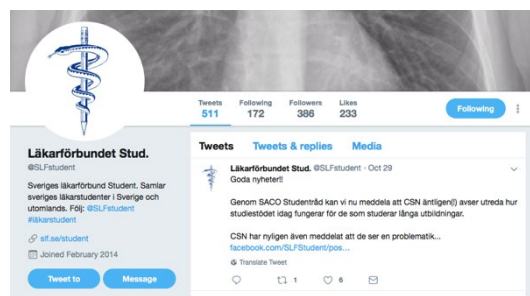 Tweets Following Followers Likes
511 172 386 233
Following
Läkarförbundet Stud.
@SLFstudent
Sveriges läkarförbund Student. Samlar
sveriges läkarstudenter i Sverige och
utomlands. Följ: @SLFstudent
#läkarstudent
slf.se/student
Joined February 2014
Tweet to Message
Tweets Tweets & replies Media
Läkarförbundet Stud. @SLFstudent · Oct 29
Goda nyheter!!
Genom SACO Studentråd kan vi nu meddela att CSN äntligen(!) avser utreda hur
studiestödet idag fungerar för de som studerar långa utbildningar.
CSN har nyligen även meddelat att de ser en problematik...
facebook.com/SLFStudent/pos...
Translate Tweet
1 6